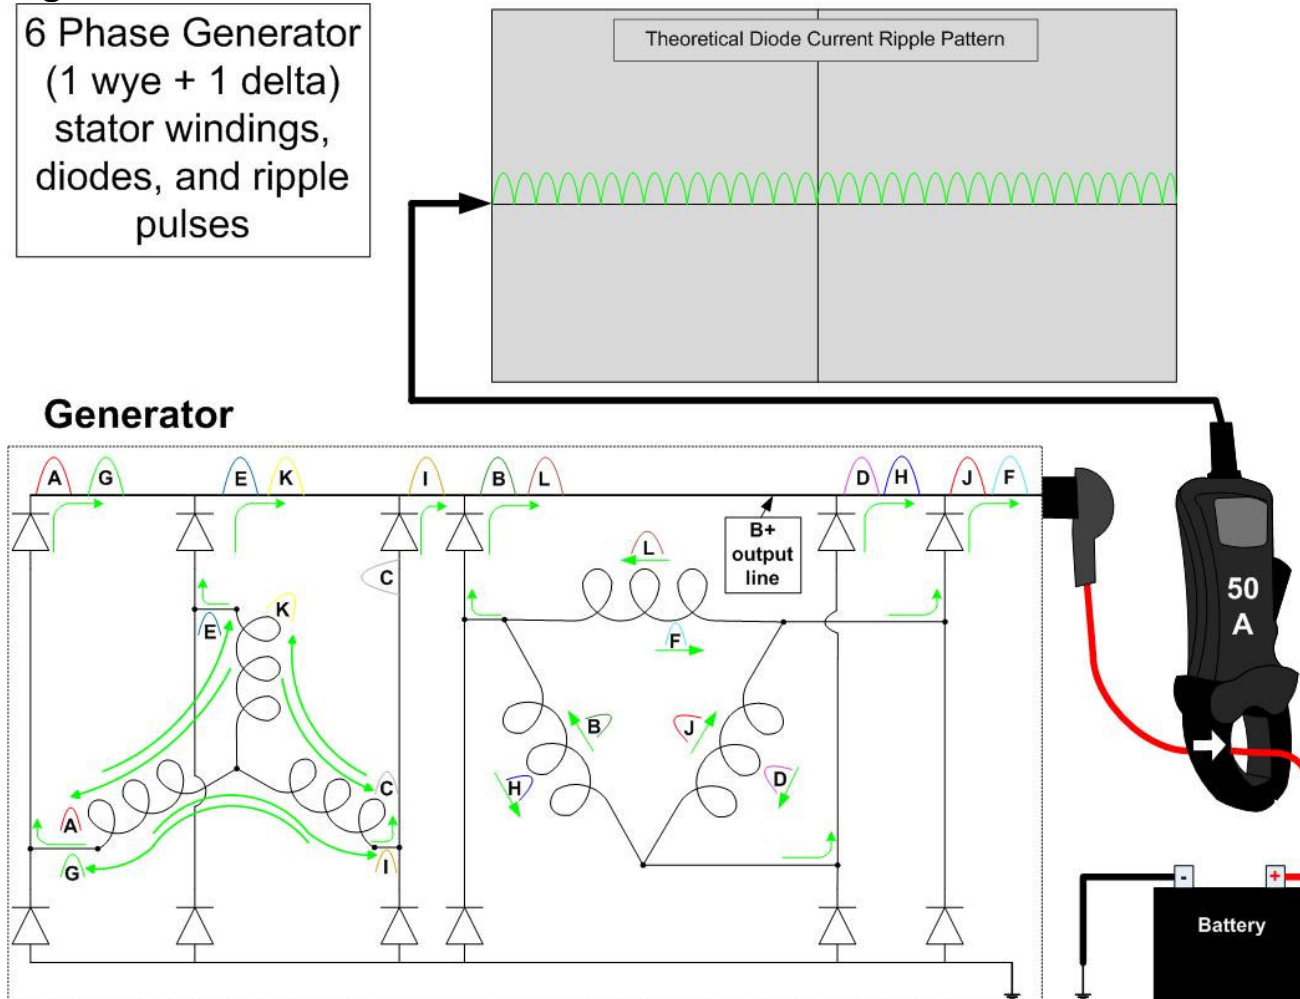 6 Phase Generator
(1 wye + 1 delta)
stator windings,
diodes, and ripple
pulses
Theoretical Diode Current Ripple Pattern
Generator
A G E K I B L D H J F
B+
output
line
L
C
K
E
F
B
J
H
D
C
A
G
I
50
A
- +
Battery